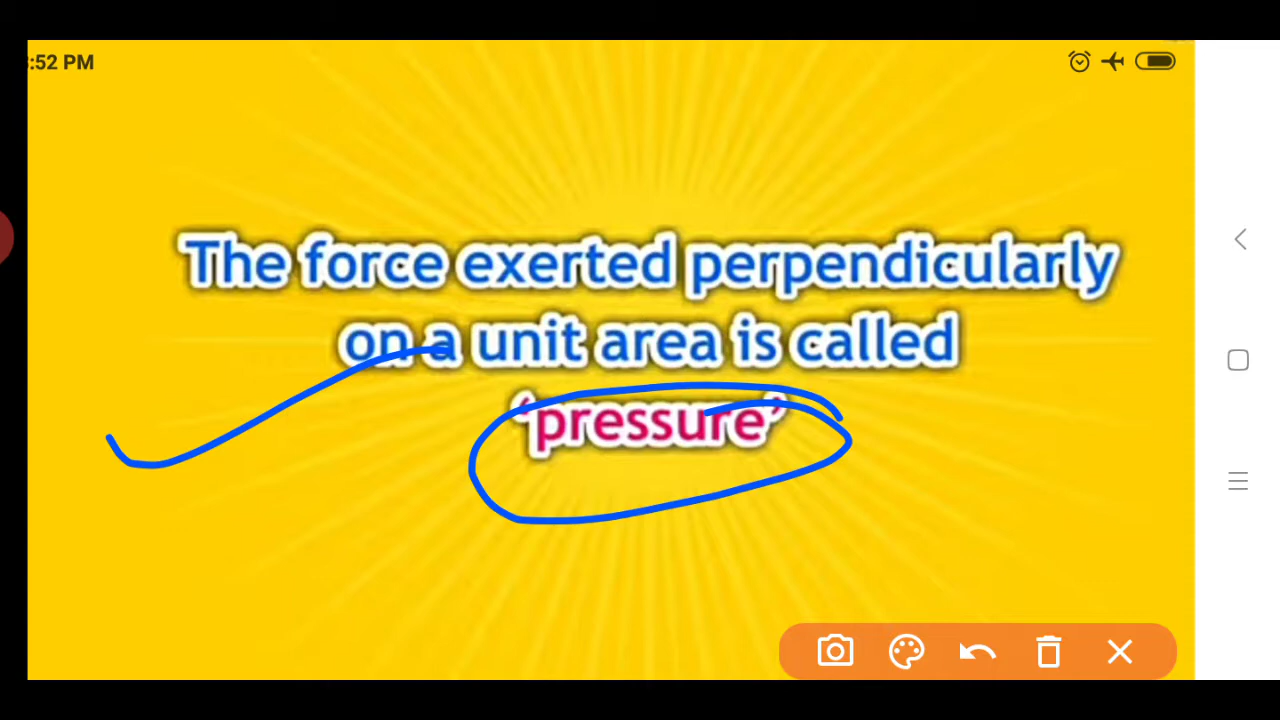 :52 PM
The force exerted perpendicularly
on a unit area is called
‘pressure’